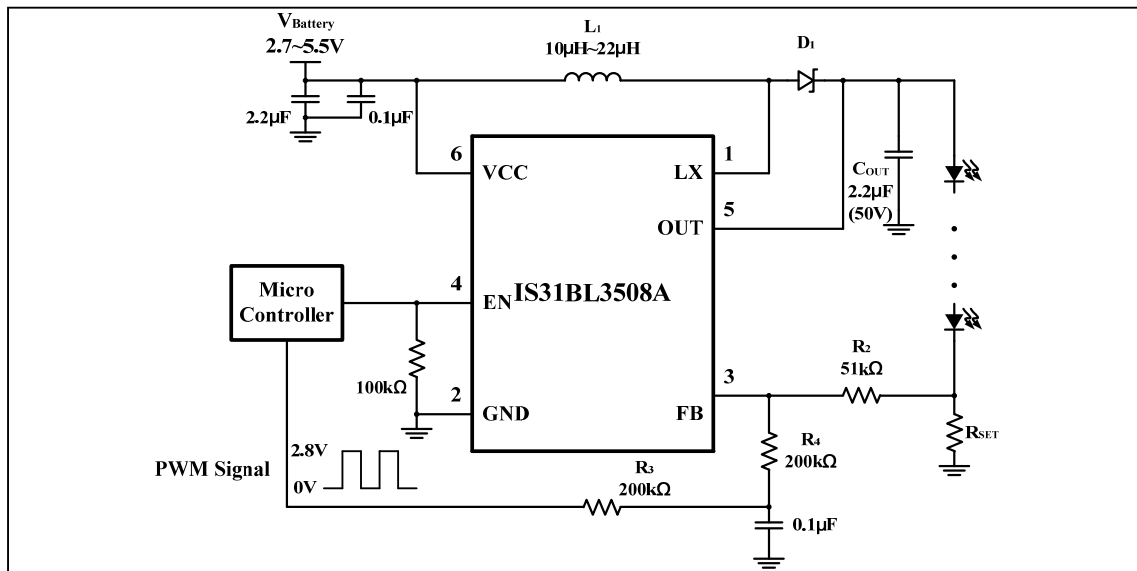 VBattery
2.7~5.5V
L1
10μH~22μH
D1
2.2μF
0.1μF
6
VCC
1
LX
5
OUT
COUT
2.2μF
(50V)
Micro
Controller
4
EN
IS31BL3508A
100kΩ
2
GND
3
FB
R2
51kΩ
RSET
R4
200kΩ
PWM Signal
2.8V
0V
R3
200kΩ
0.1μF